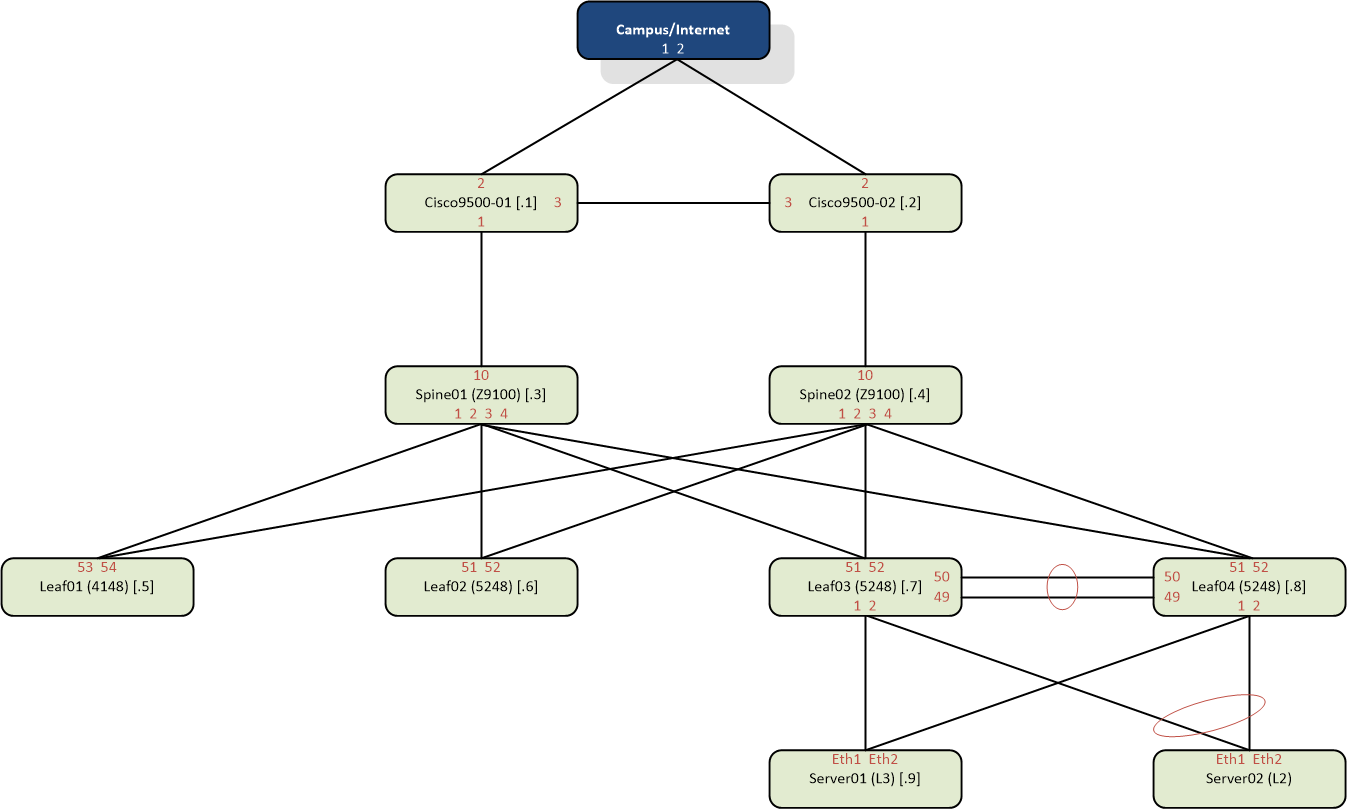 Campus/Internet
1 2
2
Cisco9500-01 [.1] 3
1
2
3 Cisco9500-02 [.2]
1
10
Spine01 (Z9100) [.3]
1 2 3 4
10
Spine02 (Z9100) [.4]
1 2 3 4
53 54
Leaf01 (4148) [.5]
51 52
Leaf02 (5248) [.6]
51 52
50
Leaf03 (5248) [.7]
49
1 2
51 52
50
Leaf04 (5248) [.8]
49
1 2
Eth1 Eth2
Server01 (L3) [.9]
Eth1 Eth2
Server02 (L2)